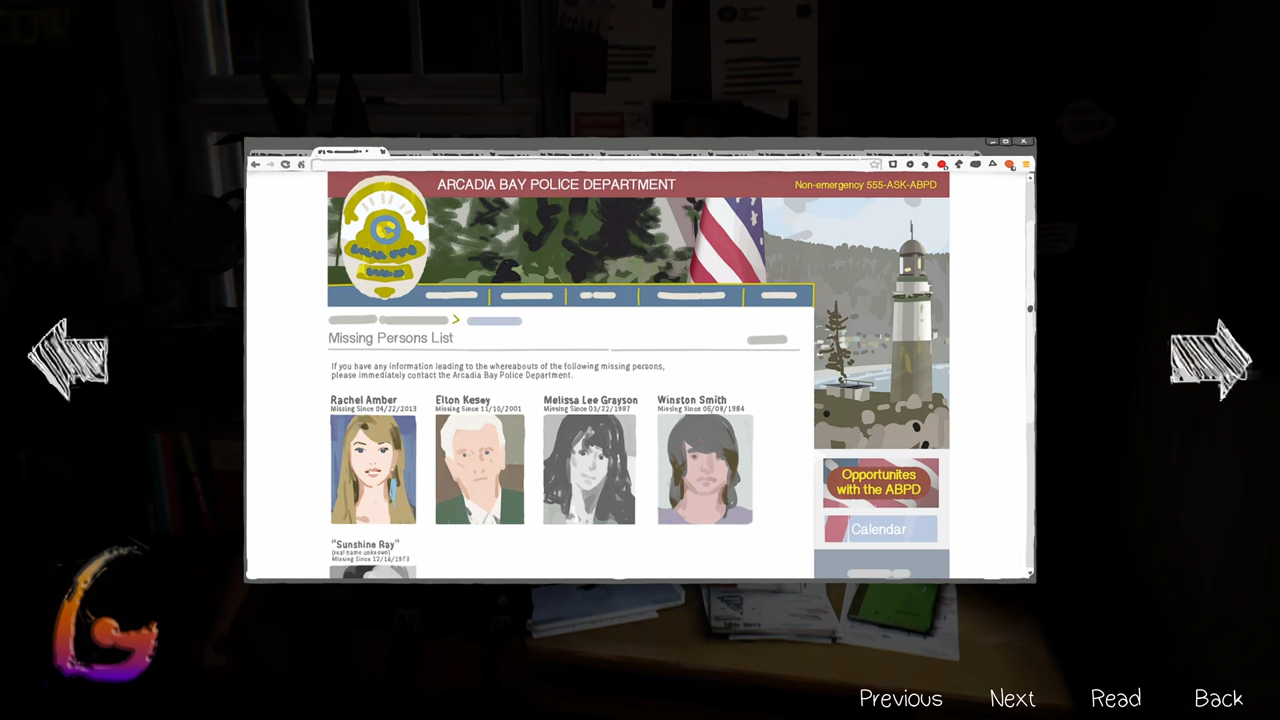 ARCADIA BAY POLICE DEPARTMENT
Non-emergency 555-ASK-ABPD
Missing Persons List
If you have any information leading to the whereabouts of the following missing persons,
please immediately contact the Arcadia Bay Police Department.
Rachel Amber
Missing Since 04/22/2013
Elton Kesey
Missing Since 11/10/2001
Melissa Lee Grayson
Missing Since 03/22/1997
Winston Smith
Missing Since 06/08/1984
"Sunshine Ray"
(real name unknown)
Missing Since 12/14/1973
Opportunites
with the ABPD
Calendar
Previous
Next
Read
Back